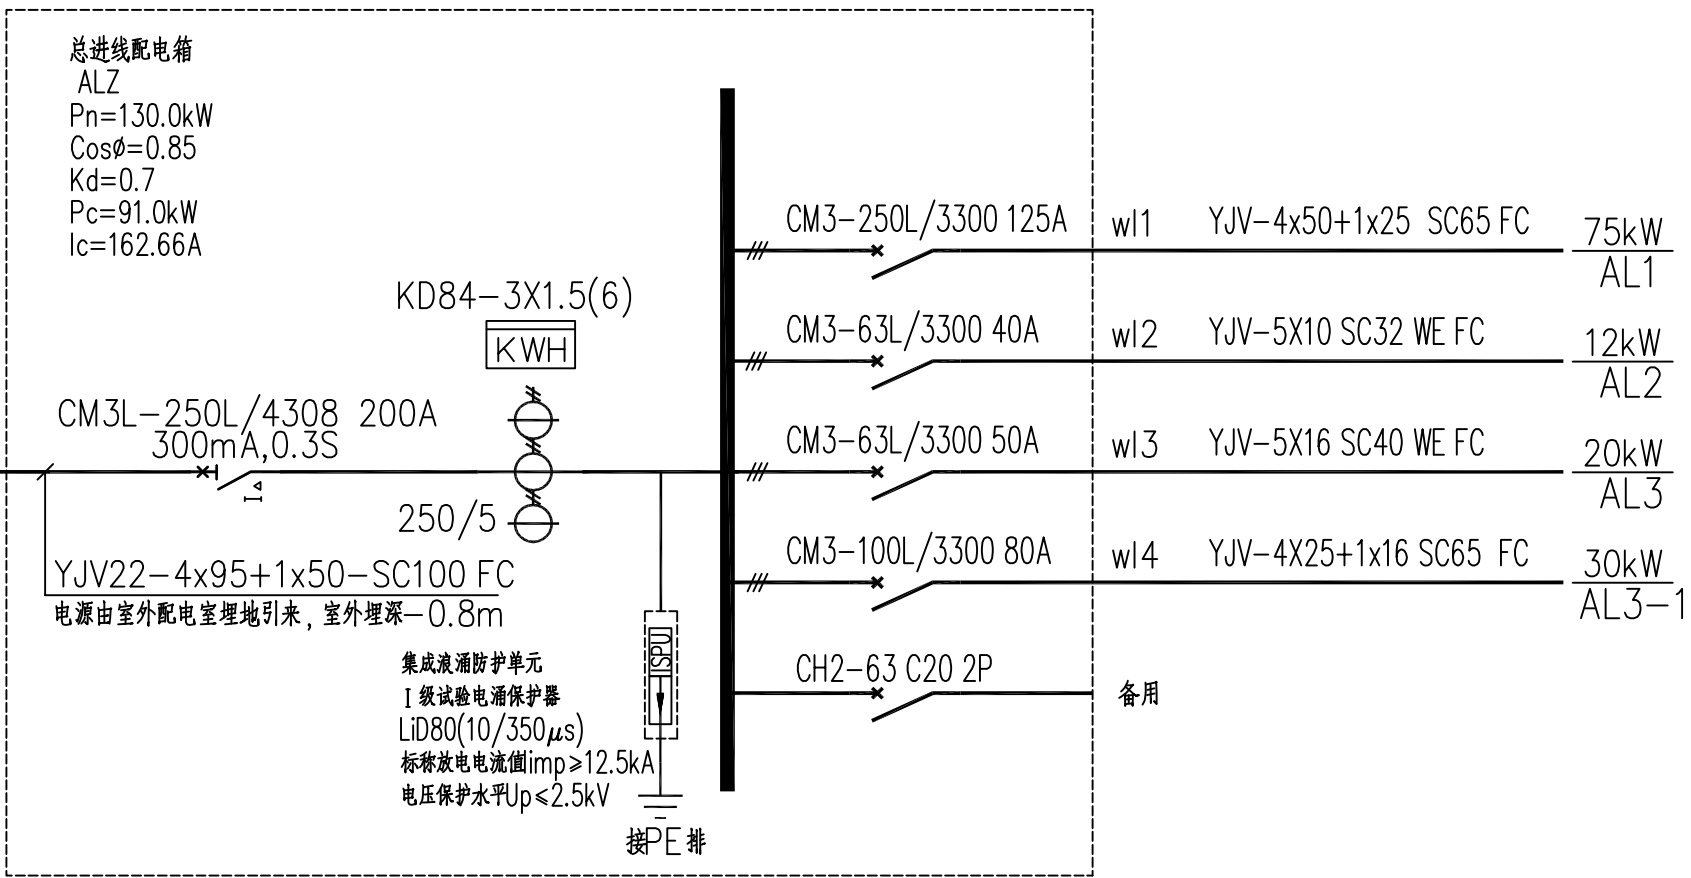 总进线配电箱
ALZ
Pn=130.0kW
Cosø=0.85
Kd=0.7
Pc=91.0kW
Ic=162.66A
KD84-3X1.5(6)
KWH
CM3L-250L/4308 200A
300mA,0.3S
I
250/5
YJV22-4x95+1x50-SC100 FC
电源由室外配电室埋地引来,室外埋深-0.8m
集成浪涌防护单元
I级试验电涌保护器
LiD80(10/350μs)
标称放电电流值imp≥12.5kA
电压保护水平Up≤2.5kV
ISPU
接PE排
CM3-250L/3300 125A wl1 YJV-4x50+1x25 SC65 FC 75kW
AL1
CM3-63L/3300 40A wl2 YJV-5X10 SC32 WE FC 12kW
AL2
CM3-63L/3300 50A wl3 YJV-5X16 SC40 WE FC 20kW
AL3
CM3-100L/3300 80A wl4 YJV-4X25+1x16 SC65 FC 30kW
AL3-1
CH2-63 C20 2P 备用